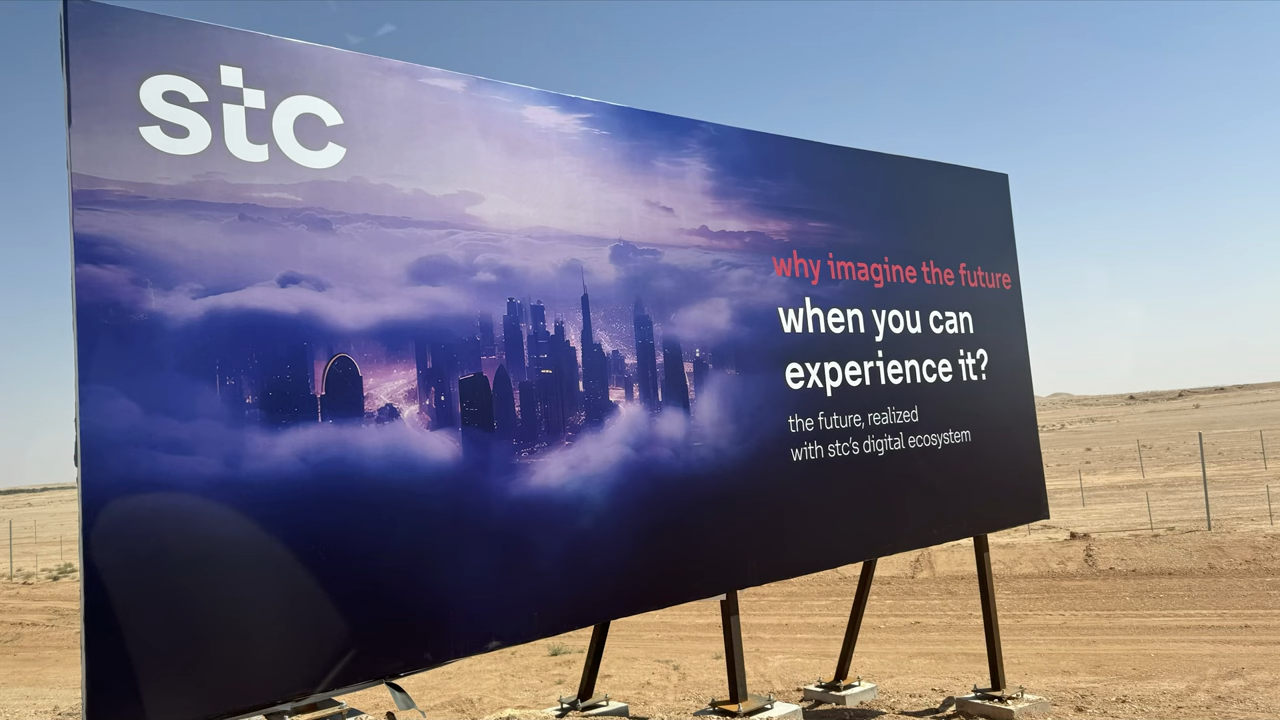 stc
why imagine the future
when you can
experience it?
the future, realized
with stc's digital ecosystem